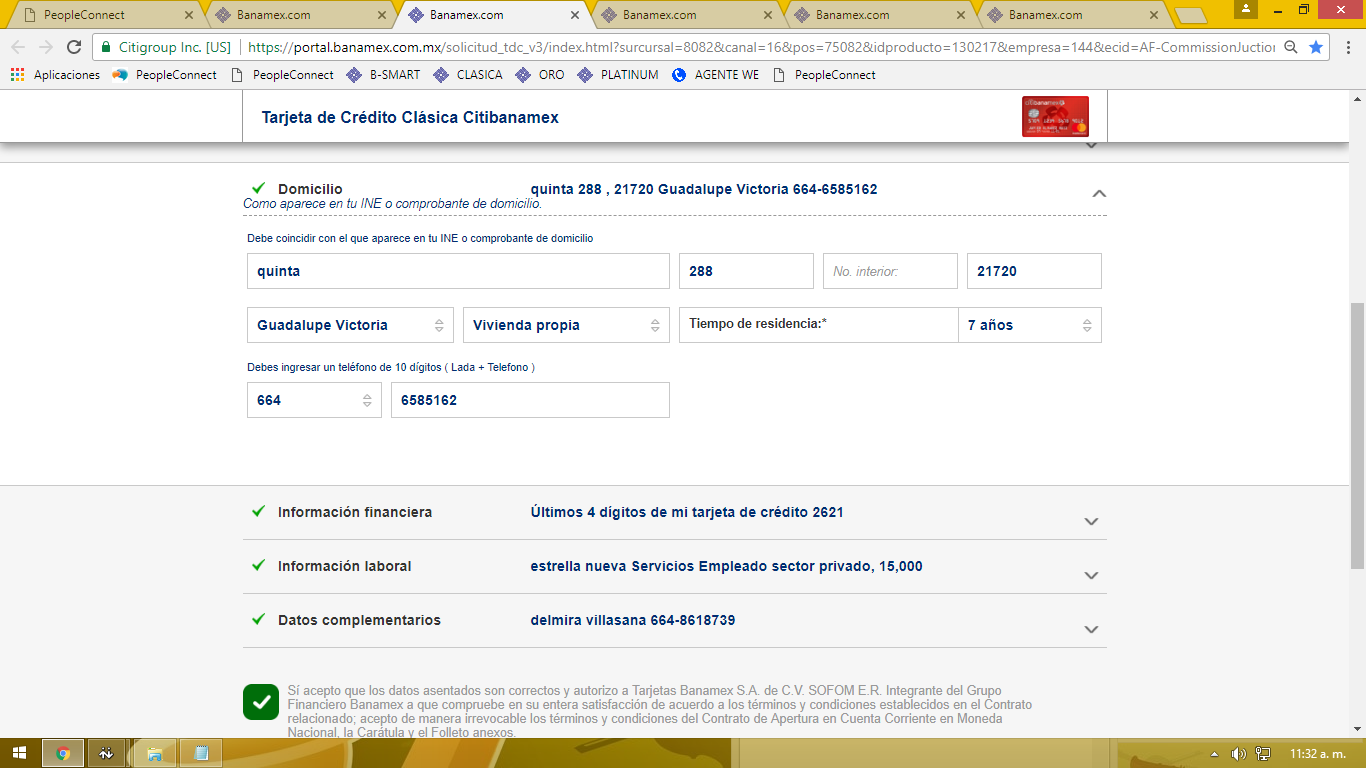 PeopleConnect
Banamex.com
Banamex.com
Banamex.com
Banamex.com
Banamex.com
Citigroup Inc. [US]
https://portal.banamex.com.mx/solicitud_tdc_v3/index.html?surcursal=8082&canal=16&pos=75082&idproducto=130217&empresa=144&ecid=AF-CommissionJuctior
Aplicaciones PeopleConnect PeopleConnect B-SMART CLASICA ORO PLATINUM AGENTE WE PeopleConnect
Tarjeta de Crédito Clásica Citibanamex
Domicilio quinta 288 , 21720 Guadalupe Victoria 664-6585162
Como aparece en tu INE o comprobante de domicilio.
Debe coincidir con el que aparece en tu INE o comprobante de domicilio
quinta 288 No. interior: 21720
Guadalupe Victoria Vivienda propia Tiempo de residencia:* 7 años
Debes ingresar un teléfono de 10 dígitos ( Lada + Telefono )
664 6585162
Información financiera Últimos 4 dígitos de mi tarjeta de crédito 2621
Información laboral estrella nueva Servicios Empleado sector privado, 15,000
Datos complementarios delmira villasana 664-8618739
Sí acepto que los datos asentados son correctos y autorizo a Tarjetas Banamex S.A. de C.V. SOFOM E.R. Integrante del Grupo
Financiero Banamex a que compruebe en su entera satisfacción de acuerdo a los términos y condiciones establecidos en el Contrato
relacionado; acepto de manera irrevocable los términos y condiciones del Contrato de Apertura en Cuenta Corriente en Moneda
Nacional, la Carátula y el Folleto anexos.
11:32 a. m.